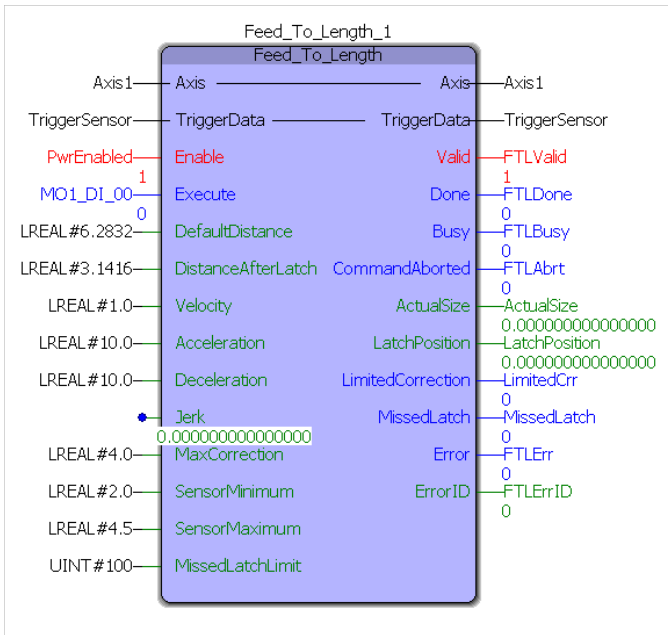 Feed_To_Length_1
Feed_To_Length
Axis1 Axis Axis Axis1
TriggerSensor TriggerData TriggerData TriggerSensor
PwrEnabled Enable Valid FTLValid
1 1
MO1_DI_00 Execute Done FTLDone
0 0
LREAL#6.2832 DefaultDistance Busy FTLBusy
0
LREAL#3.1416 DistanceAfterLatch CommandAborted FTLAbrt
0
LREAL#1.0 Velocity ActualSize ActualSize
0.000000000000000
LREAL#10.0 Acceleration LatchPosition LatchPosition
0.000000000000000
LREAL#10.0 Deceleration LimitedCorrection LimitedCrr
0
Jerk MissedLatch MissedLatch
0.000000000000000 0
LREAL#4.0 MaxCorrection Error FTLErr
0
LREAL#2.0 SensorMinimum ErrorID FTLErrID
0
LREAL#4.5 SensorMaximum
UINT#100 MissedLatchLimit